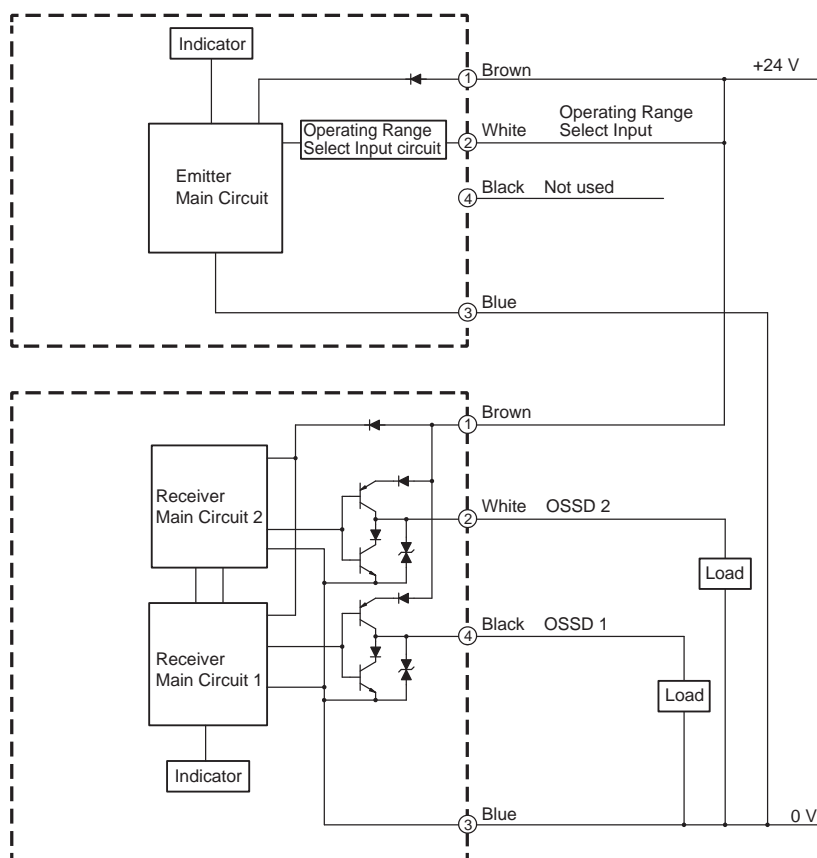 Indicator
1 Brown
+24 V
Operating Range
Select Input circuit
2 White
Operating Range
Select Input
Emitter
Main Circuit
4 Black Not used
3 Blue
1 Brown
Receiver
Main Circuit 2
2 White OSSD 2
Load
4 Black OSSD 1
Receiver
Main Circuit 1
Load
Indicator
3 Blue
0 V